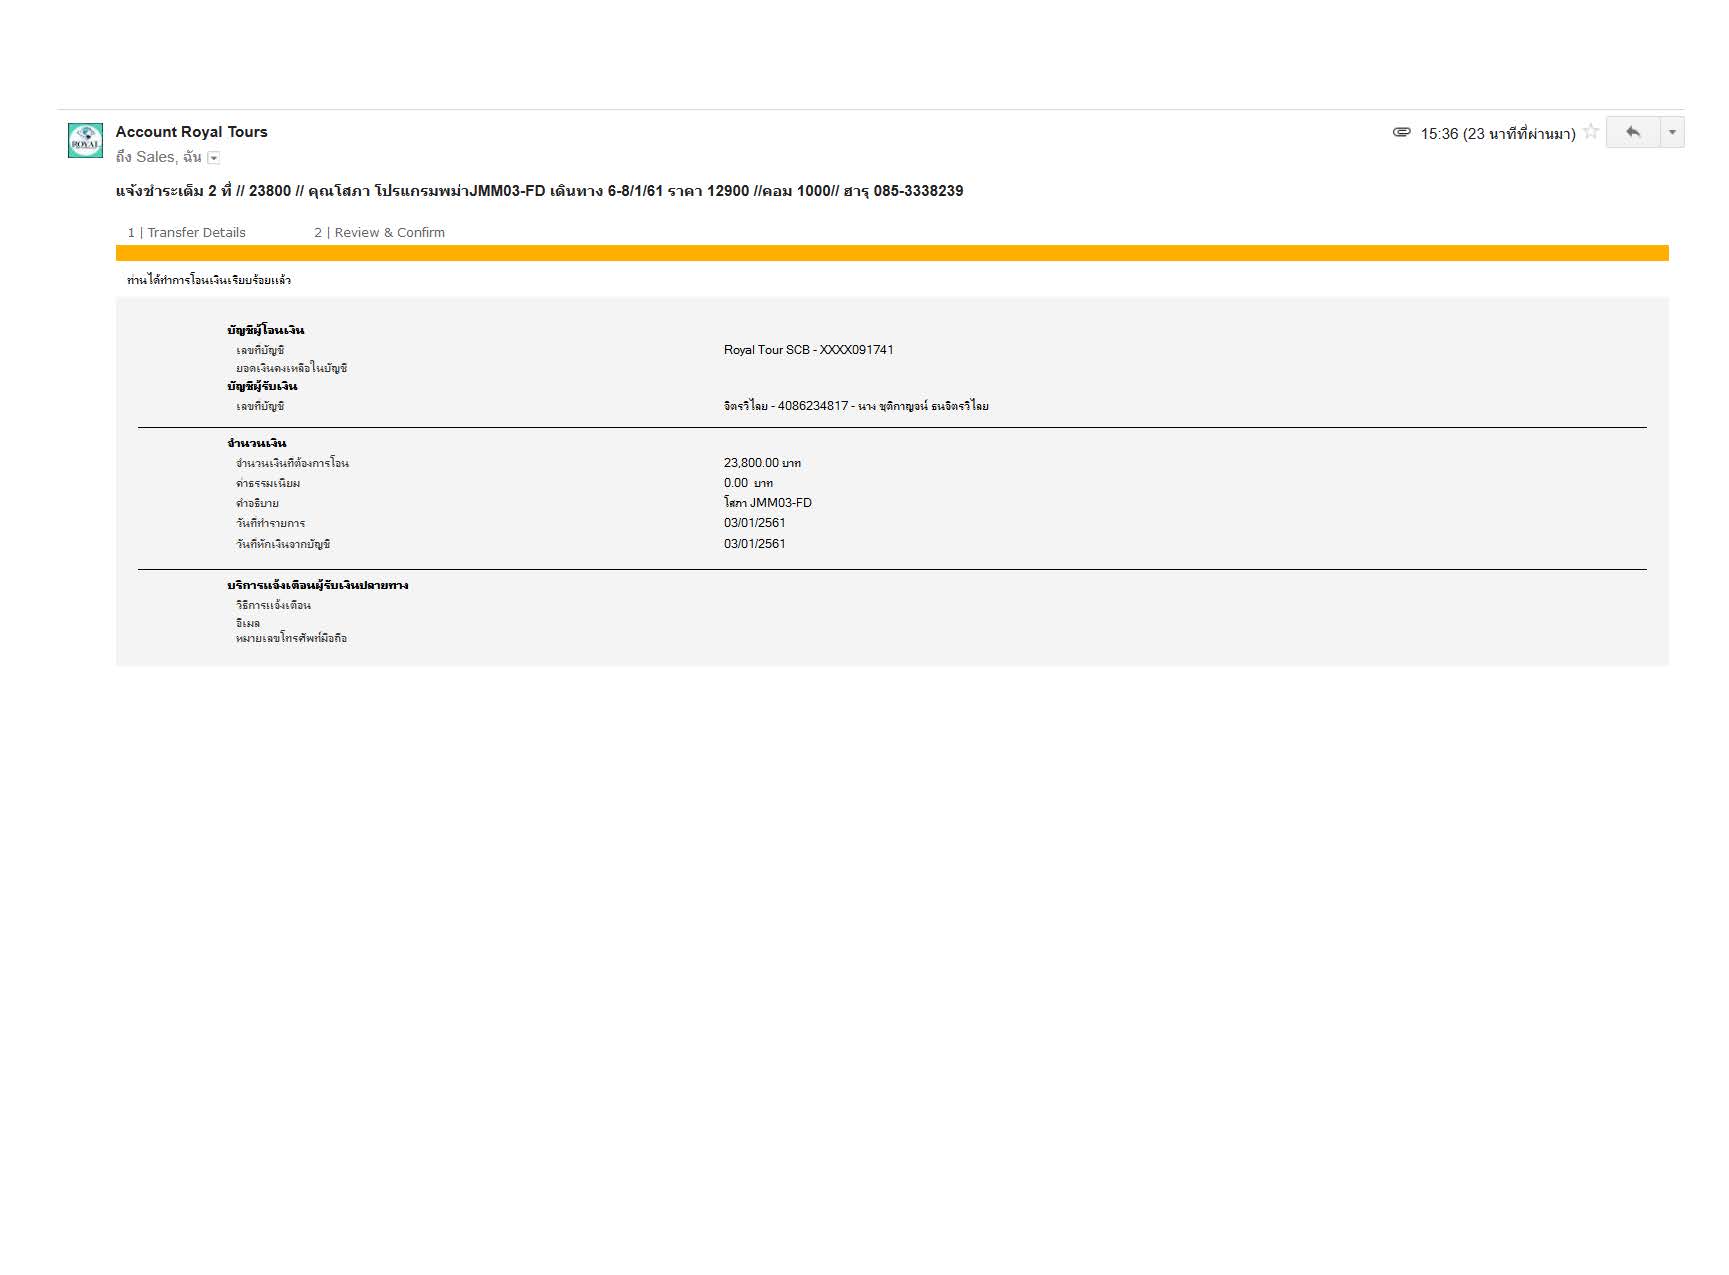 ROYAL
Account Royal Tours
15:36 (23 นาทีที่ผ่านมา)
ถึง Sales, ฉัน
แจ้งชำระเต็ม 2 ที่ // 23800 // คุณโสภา โปรแกรมพม่าJMM03-FD เดินทาง 6-8/1/61 ราคา 12900 //คอม 1000// ฮารุ 085-3338239
1 | Transfer Details 2 | Review & Confirm
ท่านได้ทำการโอนเงินเรียบร้อยแล้ว
บัญชีผู้โอนเงิน
เลขที่บัญชี Royal Tour SCB - XXXX091741
ยอดเงินคงเหลือในบัญชี
บัญชีผู้รับเงิน
เลขที่บัญชี จิตรวิไลย - 4086234817 - นาง ชุติกาญจน์ ธนจิตรวิไลย
จำนวนเงิน
จำนวนเงินที่ต้องการโอน 23,800.00 บาท
ค่าธรรมเนียม 0.00 บาท
คำอธิบาย โสภา JMM03-FD
วันที่ทำรายการ 03/01/2561
วันที่หักเงินจากบัญชี 03/01/2561
บริการแจ้งเตือนผู้รับเงินปลายทาง
วิธีการแจ้งเตือน
อีเมล
หมายเลขโทรศัพท์มือถือ